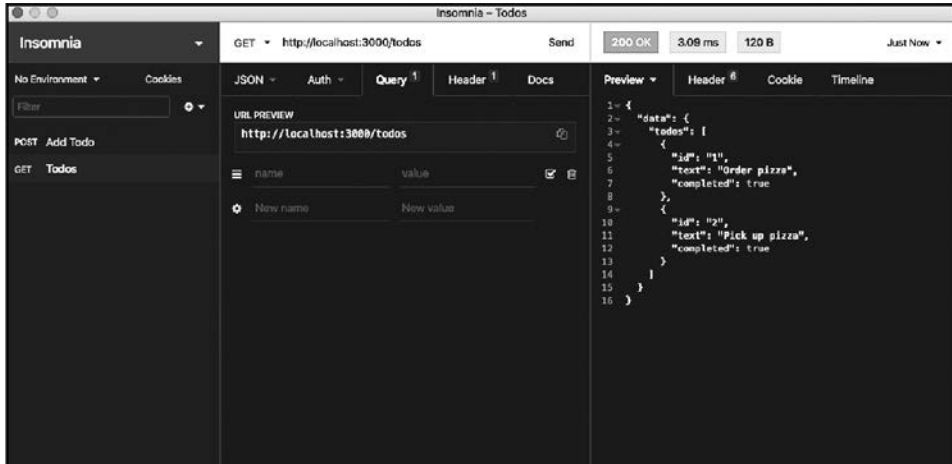 Insomnia – Todos
Insomnia
No Environment
Cookies
Filter
POST Add Todo
GET Todos
GET http://localhost:3000/todos Send
JSON Auth Query 1 Header 1 Docs
URL PREVIEW
http://localhost:3000/todos
name value
New name New value
200 OK 3.09 ms 120 B Just Now
Preview Header 6 Cookie Timeline
1 {
2 "data": {
3 "todos": [
4 {
5 "id": "1",
6 "text": "Order pizza",
7 "completed": true
8 },
9 {
10 "id": "2",
11 "text": "Pick up pizza",
12 "completed": true
13 }
14 ]
15 }
16 }